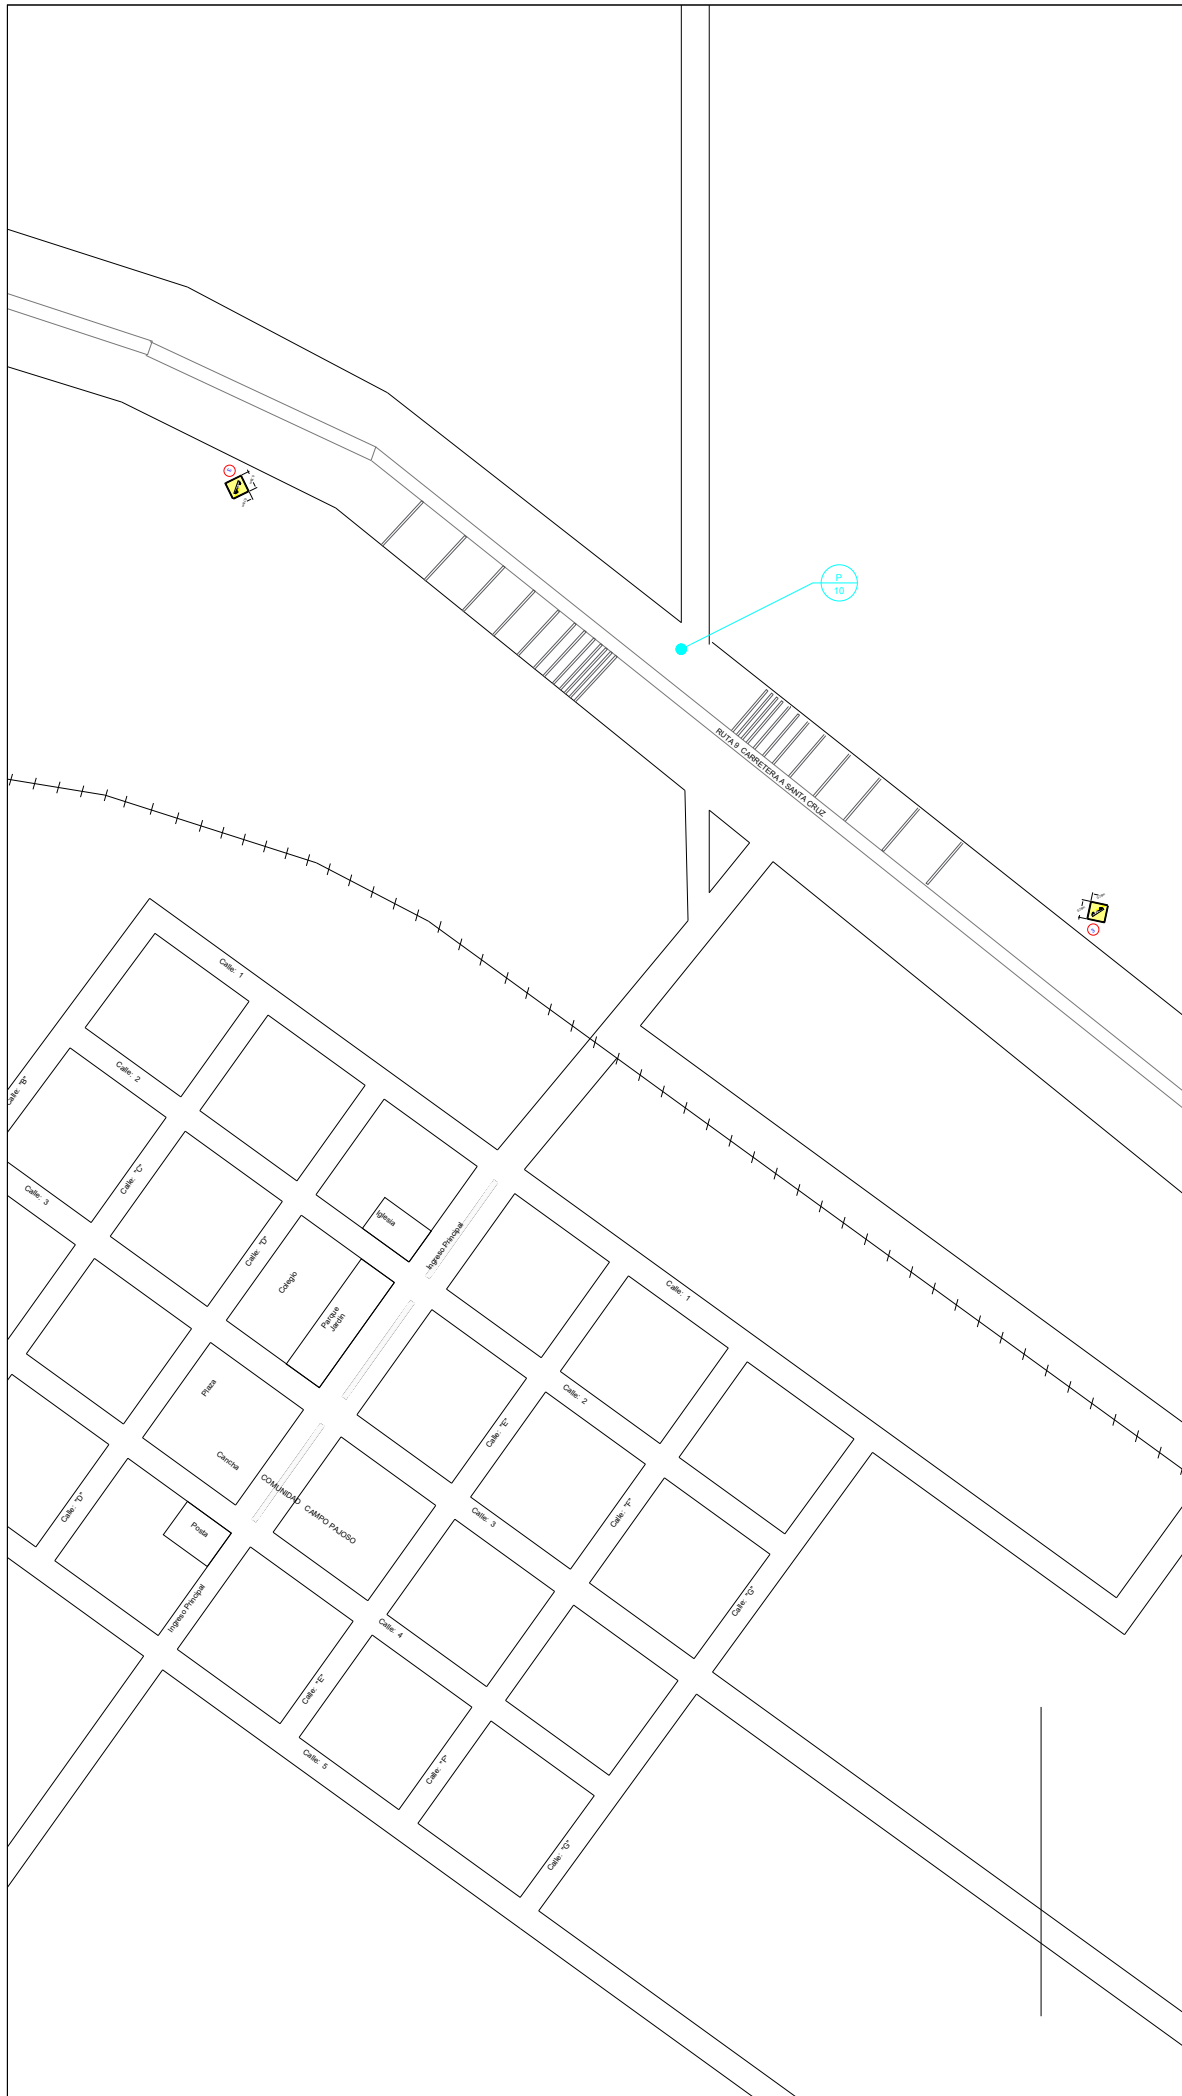 P
10
RUTA 9 CARRETERA A SANTA CRUZ
Calle: 1
Calle: 2
Calle: "B"
Calle: "C"
Calle: 3
Iglesia
Ingreso Principal
Calle: "D"
Colegio
Parque
Jardin
Calle: 1
Plaza
Calle: 2
Calle: "E"
Cancha
COMUNIDAD CAMPO PAJOSO
Calle: "D"
Posta
Calle: 3
Calle: "F"
Ingreso Principal
Calle: "G"
Calle: 4
Calle: "E"
Calle: 5
Calle: "F"
Calle: "G"